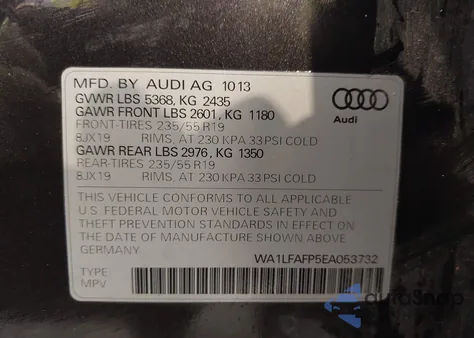 MFD. BY AUDI AG 10 13
GVWR LBS 5368, KG 2435
GAWR FRONT LBS 2601, KG 1180
FRONT-TIRES 235/55 R19
8JX19 RIMS, AT 230 KPA 33 PSI COLD
GAWR REAR LBS 2976, KG 1350
REAR-TIRES 235/55 R19
8JX19 RIMS, AT 230 KPA 33 PSI COLD
Audi
THIS VEHICLE CONFORMS TO ALL APPLICABLE
U.S. FEDERAL MOTOR VEHICLE SAFETY AND
THEFT PREVENTION STANDARDS IN EFFECT ON
THE DATE OF MANUFACTURE SHOWN ABOVE
GERMANY
WA1LFAFP5EA053732
TYPE
MPV
autoSnap